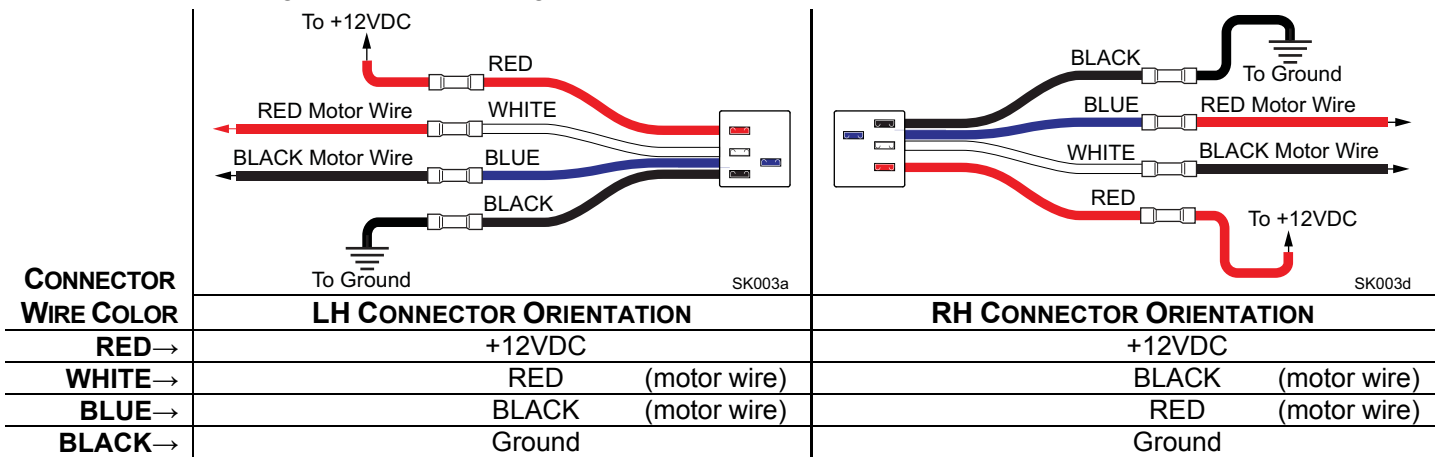 To +12VDC
RED
RED Motor Wire
WHITE
BLACK Motor Wire
BLUE
BLACK
To Ground
SK003a
BLACK
To Ground
BLUE
RED Motor Wire
WHITE
BLACK Motor Wire
RED
To +12VDC
SK003d
CONNECTOR
WIRE COLOR LH CONNECTOR ORIENTATION RH CONNECTOR ORIENTATION
RED→ +12VDC +12VDC
WHITE→ RED (motor wire) BLACK (motor wire)
BLUE→ BLACK (motor wire) RED (motor wire)
BLACK→ Ground Ground